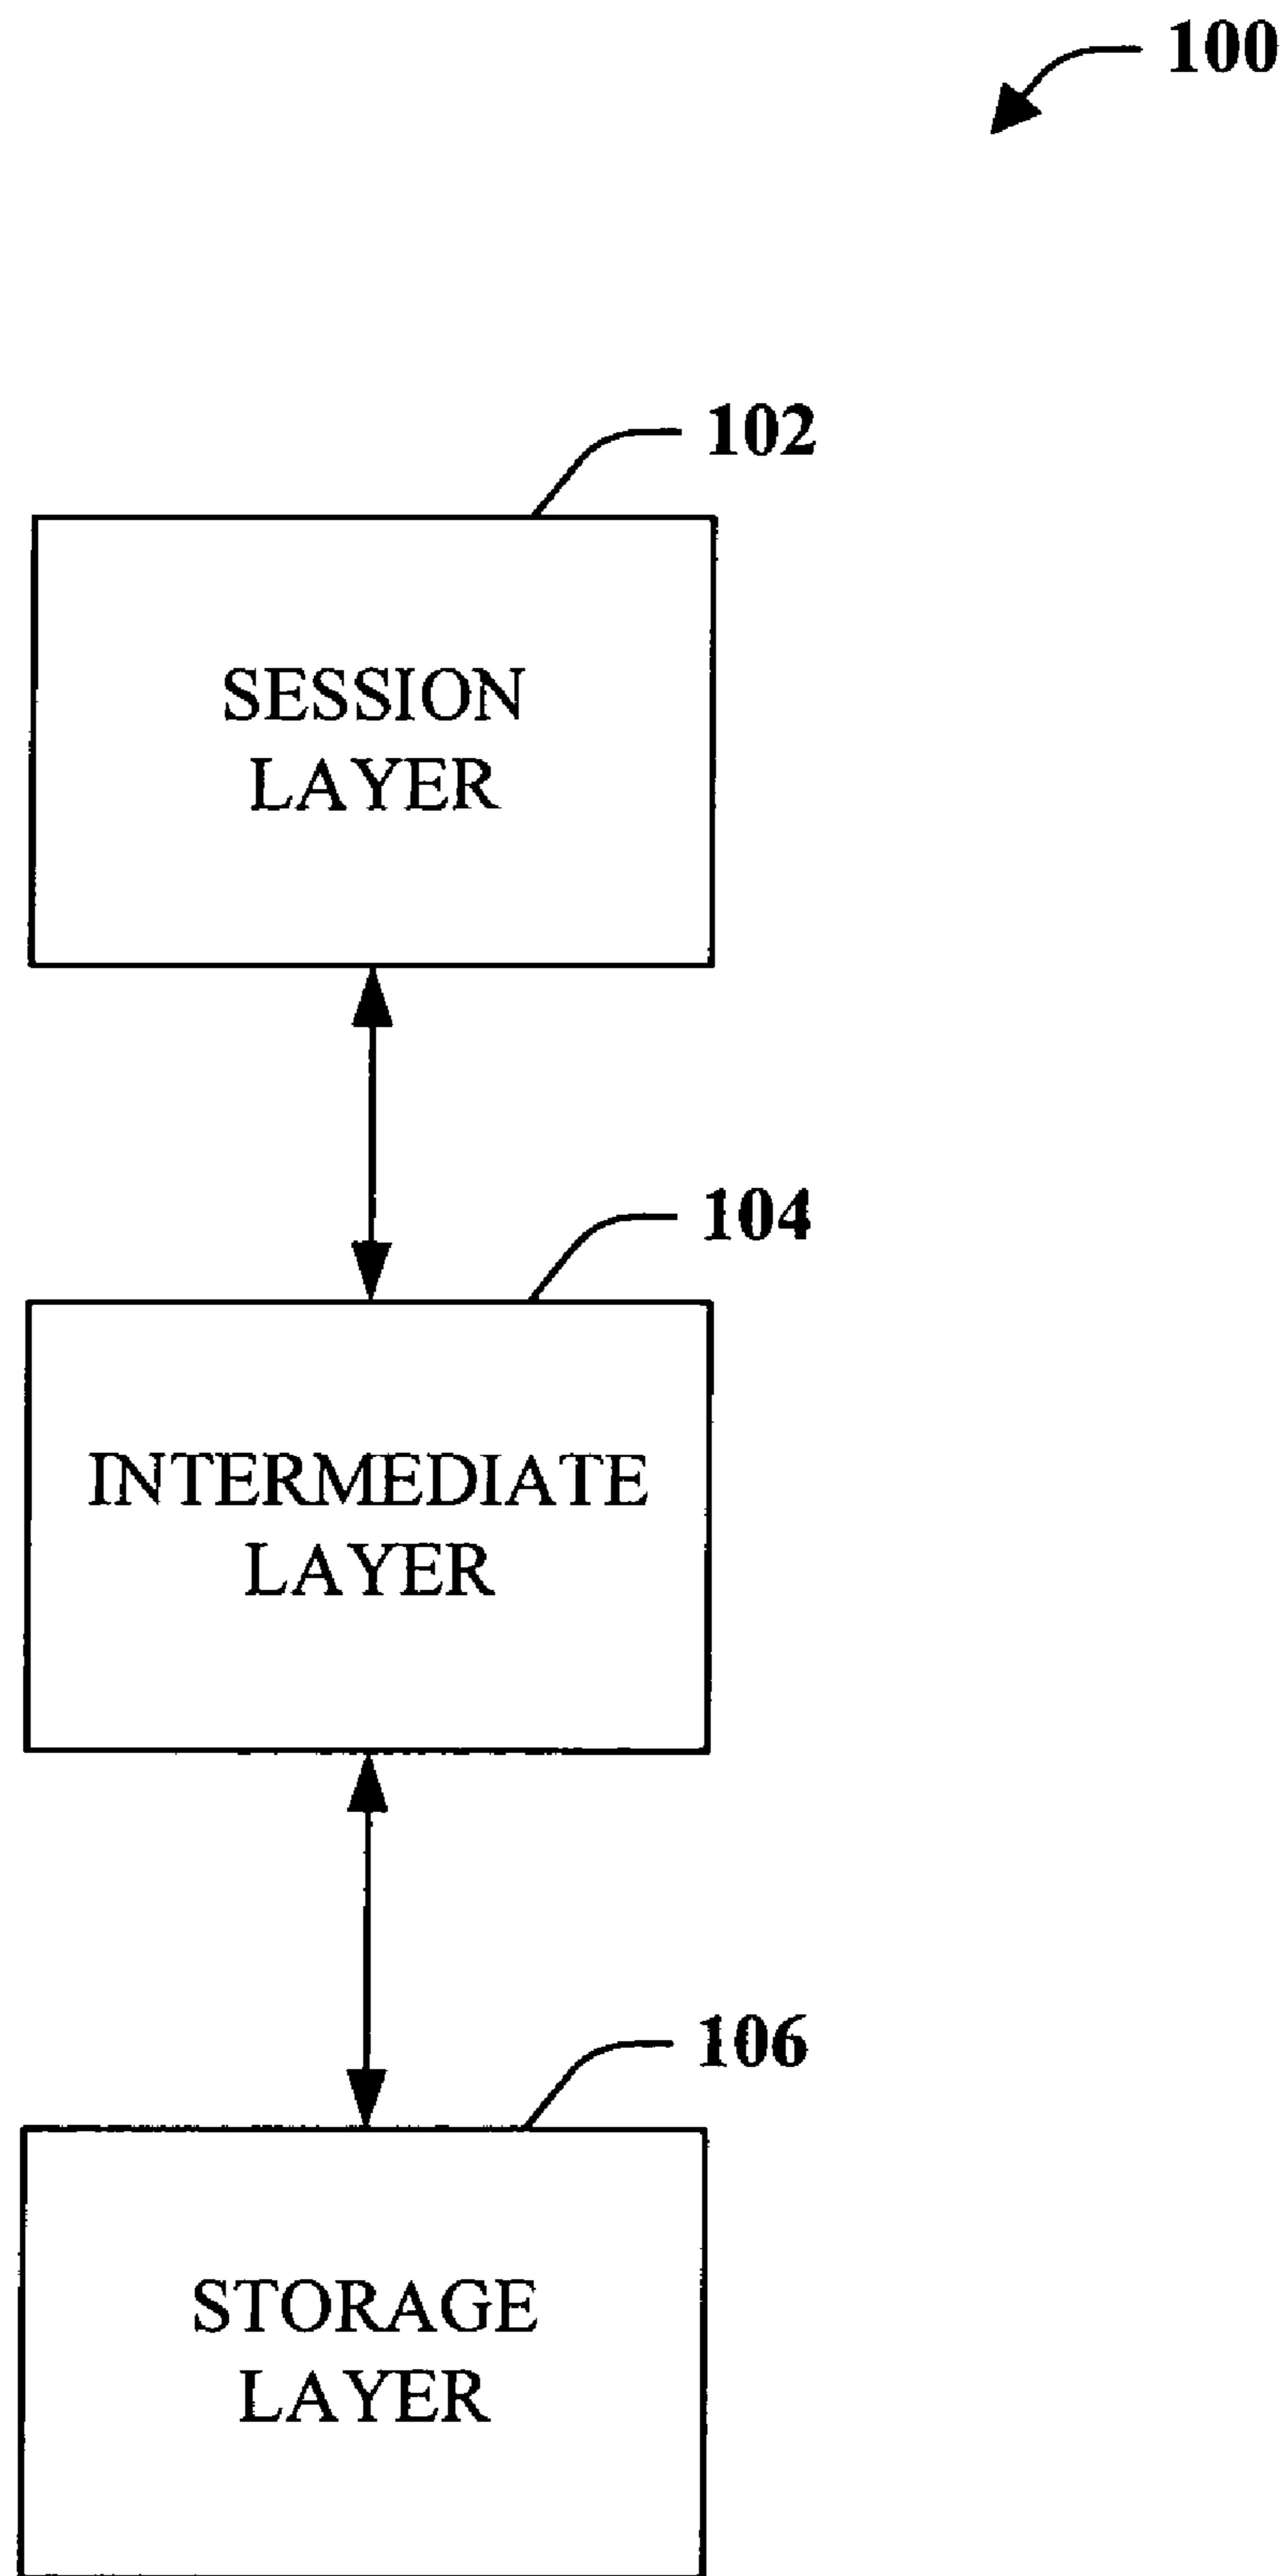 100
102
SESSION
LAYER
104
INTERMEDIATE
LAYER
106
STORAGE
LAYER